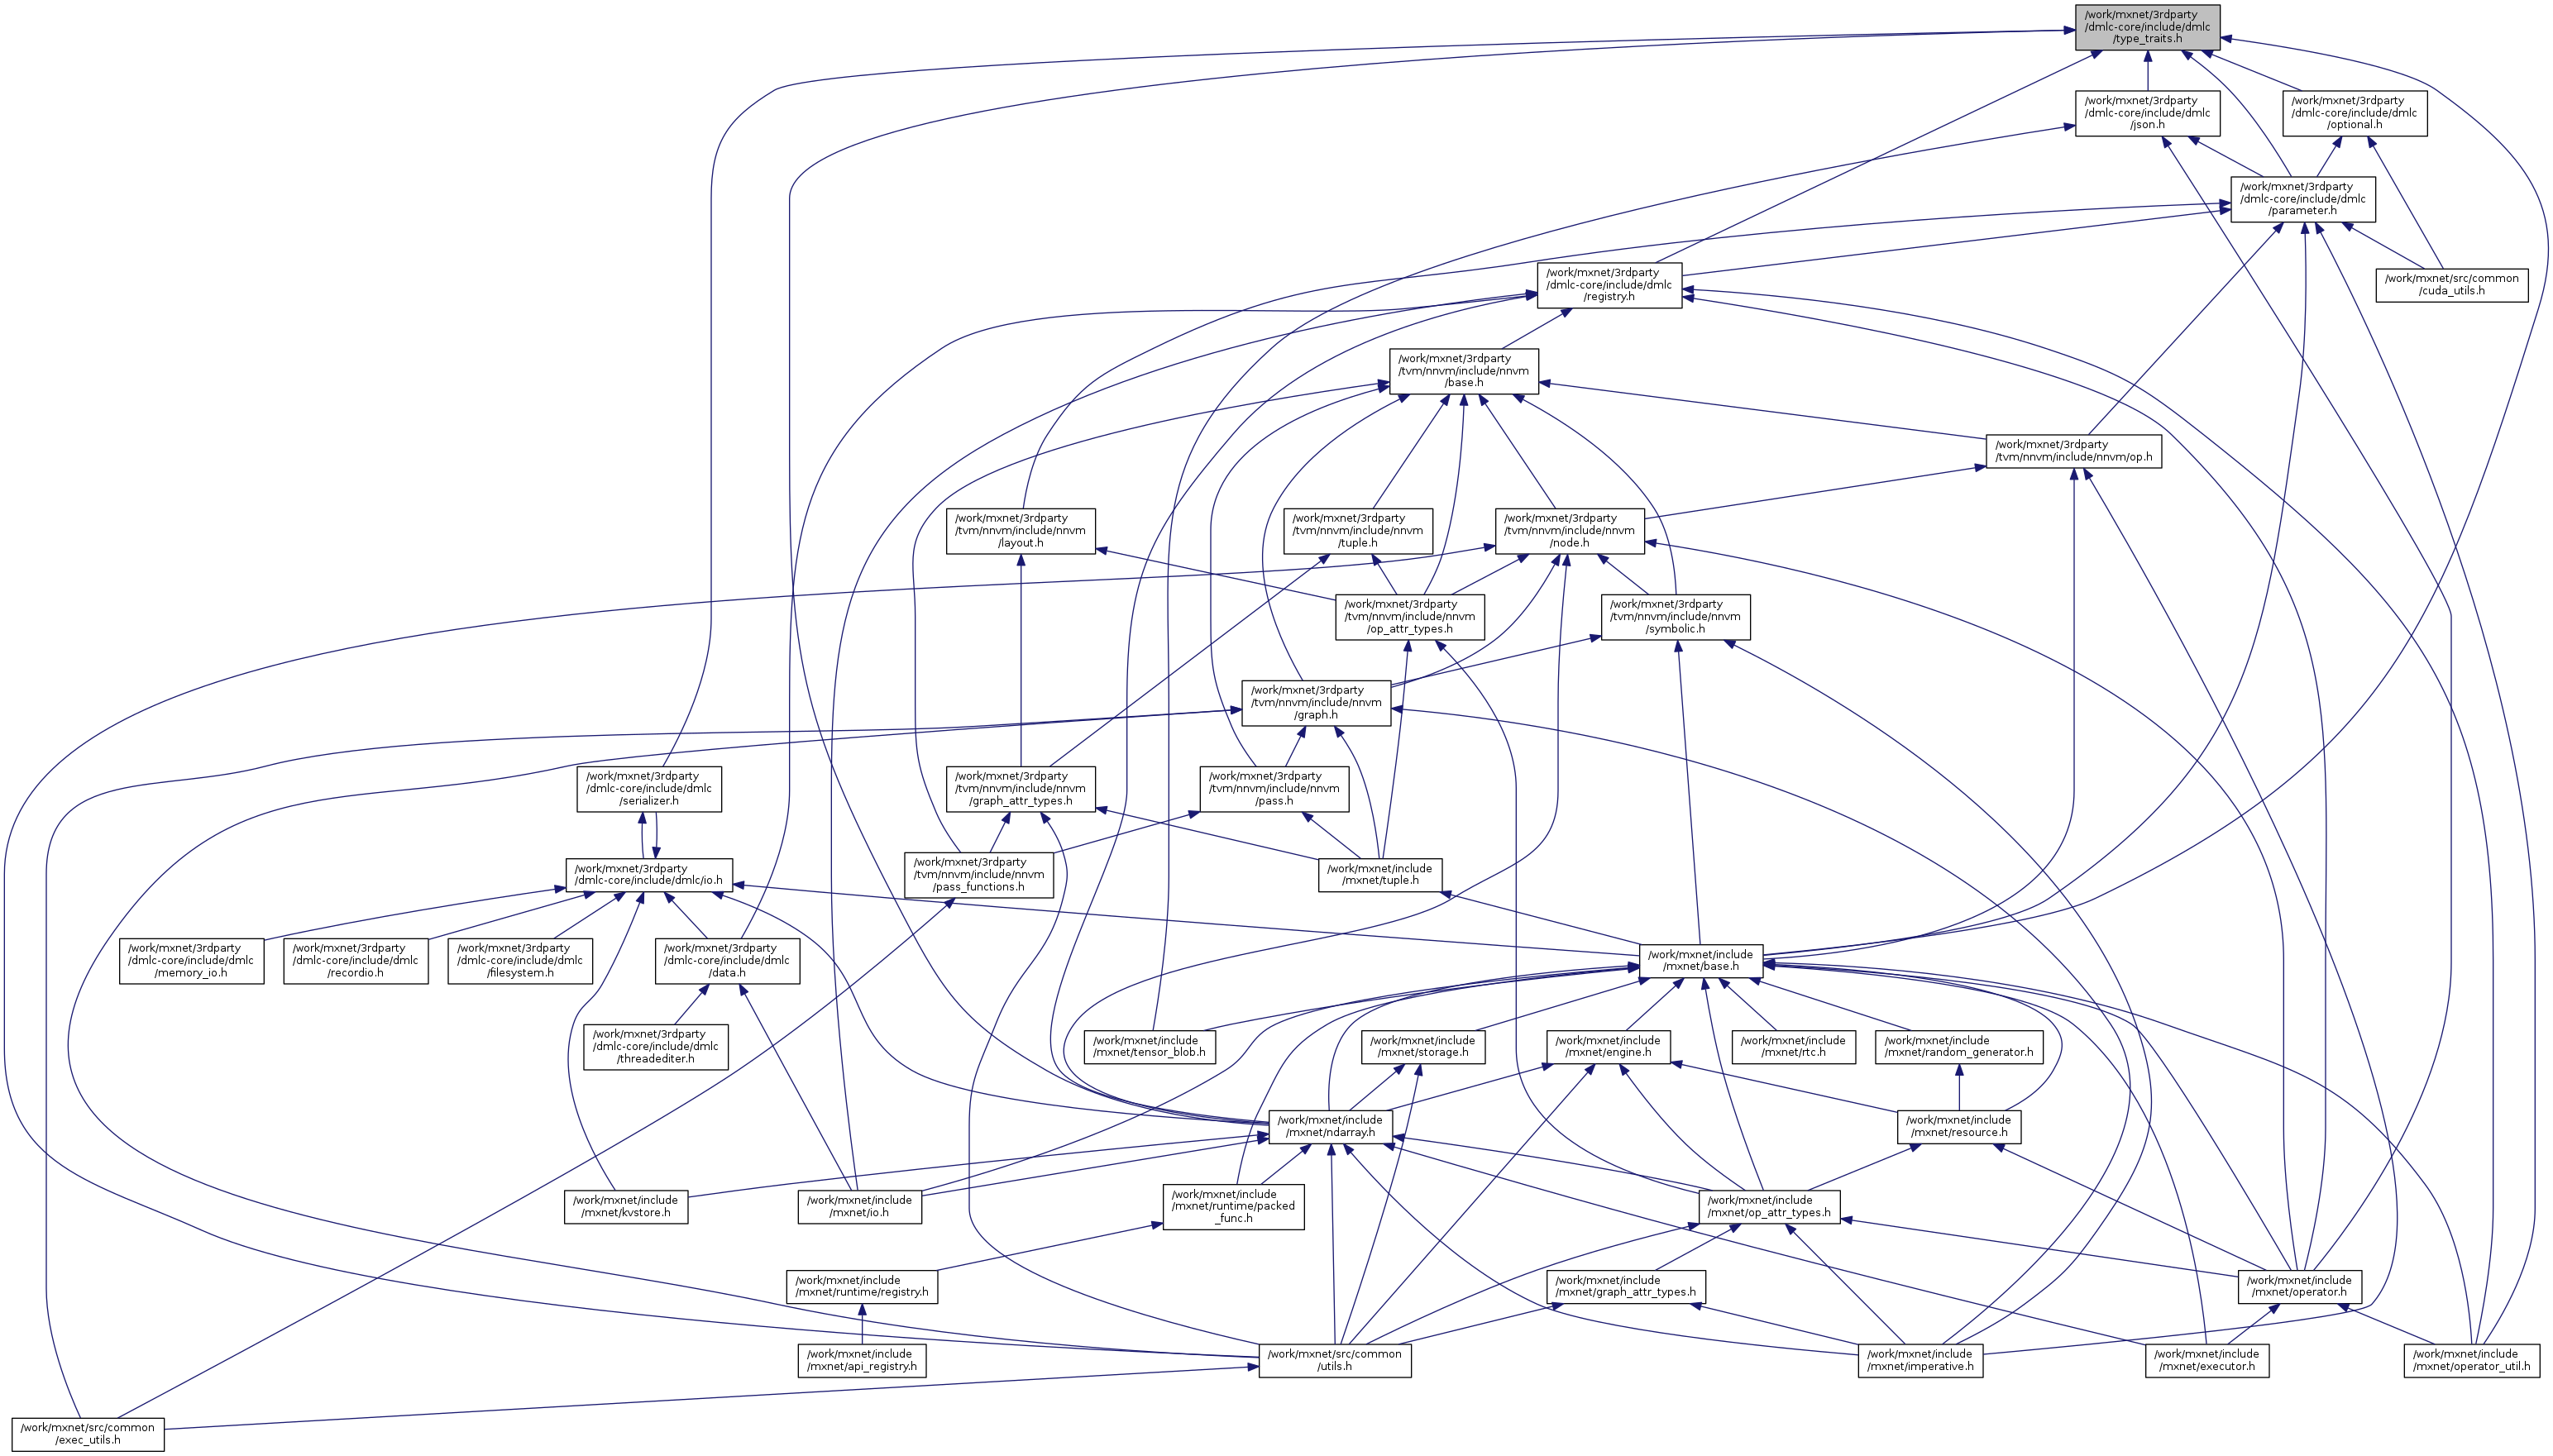 /work/mxnet/3rdparty
/dmlc-core/include/dmlc
/type_traits.h
/work/mxnet/3rdparty
/dmlc-core/include/dmlc
/json.h
/work/mxnet/3rdparty
/dmlc-core/include/dmlc
/optional.h
/work/mxnet/3rdparty
/dmlc-core/include/dmlc
/parameter.h
/work/mxnet/3rdparty
/dmlc-core/include/dmlc
/registry.h
/work/mxnet/src/common
/cuda_utils.h
/work/mxnet/3rdparty
/tvm/nnvm/include/nnvm
/base.h
/work/mxnet/3rdparty
/tvm/nnvm/include/nnvm/op.h
/work/mxnet/3rdparty
/tvm/nnvm/include/nnvm
/layout.h
/work/mxnet/3rdparty
/tvm/nnvm/include/nnvm
/tuple.h
/work/mxnet/3rdparty
/tvm/nnvm/include/nnvm
/node.h
/work/mxnet/3rdparty
/tvm/nnvm/include/nnvm
/op_attr_types.h
/work/mxnet/3rdparty
/tvm/nnvm/include/nnvm
/symbolic.h
/work/mxnet/3rdparty
/tvm/nnvm/include/nnvm
/graph.h
/work/mxnet/3rdparty
/dmlc-core/include/dmlc
/serializer.h
/work/mxnet/3rdparty
/tvm/nnvm/include/nnvm
/graph_attr_types.h
/work/mxnet/3rdparty
/tvm/nnvm/include/nnvm
/pass.h
/work/mxnet/3rdparty
/dmlc-core/include/dmlc/io.h
/work/mxnet/3rdparty
/tvm/nnvm/include/nnvm
/pass_functions.h
/work/mxnet/include
/mxnet/tuple.h
/work/mxnet/3rdparty
/dmlc-core/include/dmlc
/memory_io.h
/work/mxnet/3rdparty
/dmlc-core/include/dmlc
/recordio.h
/work/mxnet/3rdparty
/dmlc-core/include/dmlc
/filesystem.h
/work/mxnet/3rdparty
/dmlc-core/include/dmlc
/data.h
/work/mxnet/include
/mxnet/base.h
/work/mxnet/3rdparty
/dmlc-core/include/dmlc
/threadediter.h
/work/mxnet/include
/mxnet/tensor_blob.h
/work/mxnet/include
/mxnet/storage.h
/work/mxnet/include
/mxnet/engine.h
/work/mxnet/include
/mxnet/rtc.h
/work/mxnet/include
/mxnet/random_generator.h
/work/mxnet/include
/mxnet/ndarray.h
/work/mxnet/include
/mxnet/resource.h
/work/mxnet/include
/mxnet/kvstore.h
/work/mxnet/include
/mxnet/io.h
/work/mxnet/include
/mxnet/runtime/packed
_func.h
/work/mxnet/include
/mxnet/op_attr_types.h
/work/mxnet/include
/mxnet/runtime/registry.h
/work/mxnet/include
/mxnet/graph_attr_types.h
/work/mxnet/include
/mxnet/operator.h
/work/mxnet/include
/mxnet/api_registry.h
/work/mxnet/src/common
/utils.h
/work/mxnet/include
/mxnet/imperative.h
/work/mxnet/include
/mxnet/executor.h
/work/mxnet/include
/mxnet/operator_util.h
/work/mxnet/src/common
/exec_utils.h